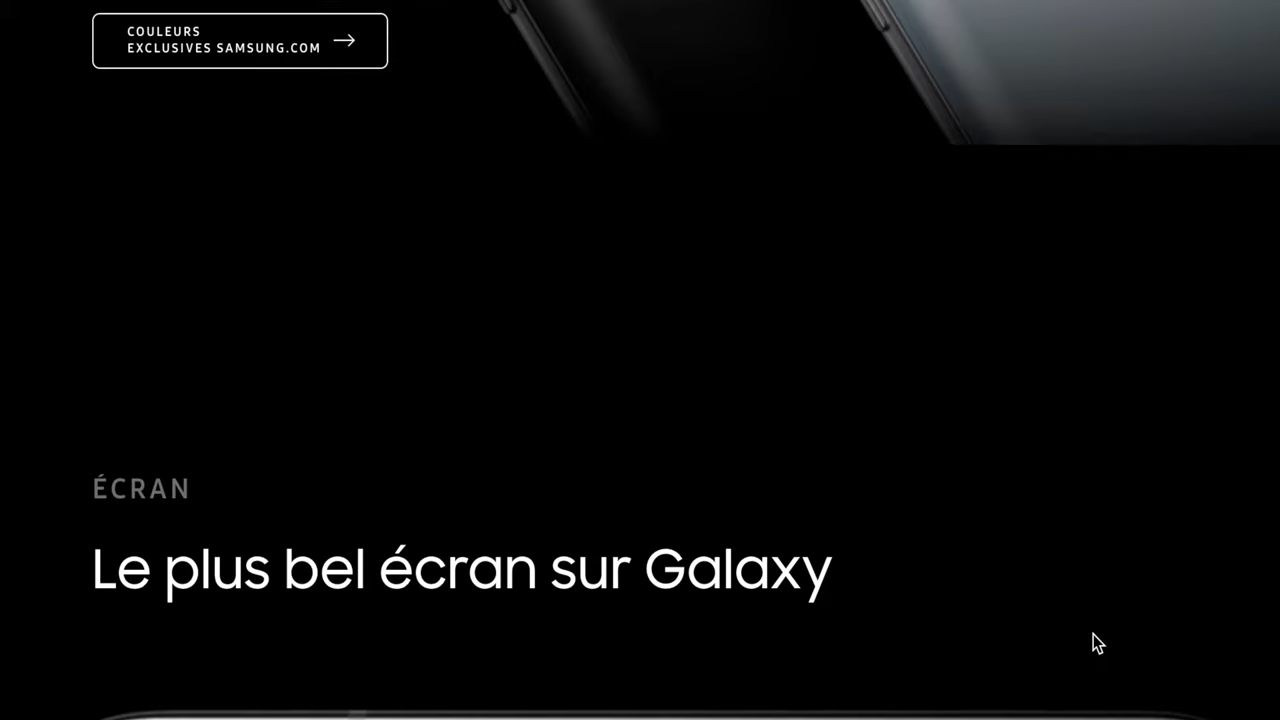 COULEURS
EXCLUSIVES SAMSUNG.COM
ÉCRAN
Le plus bel écran sur Galaxy